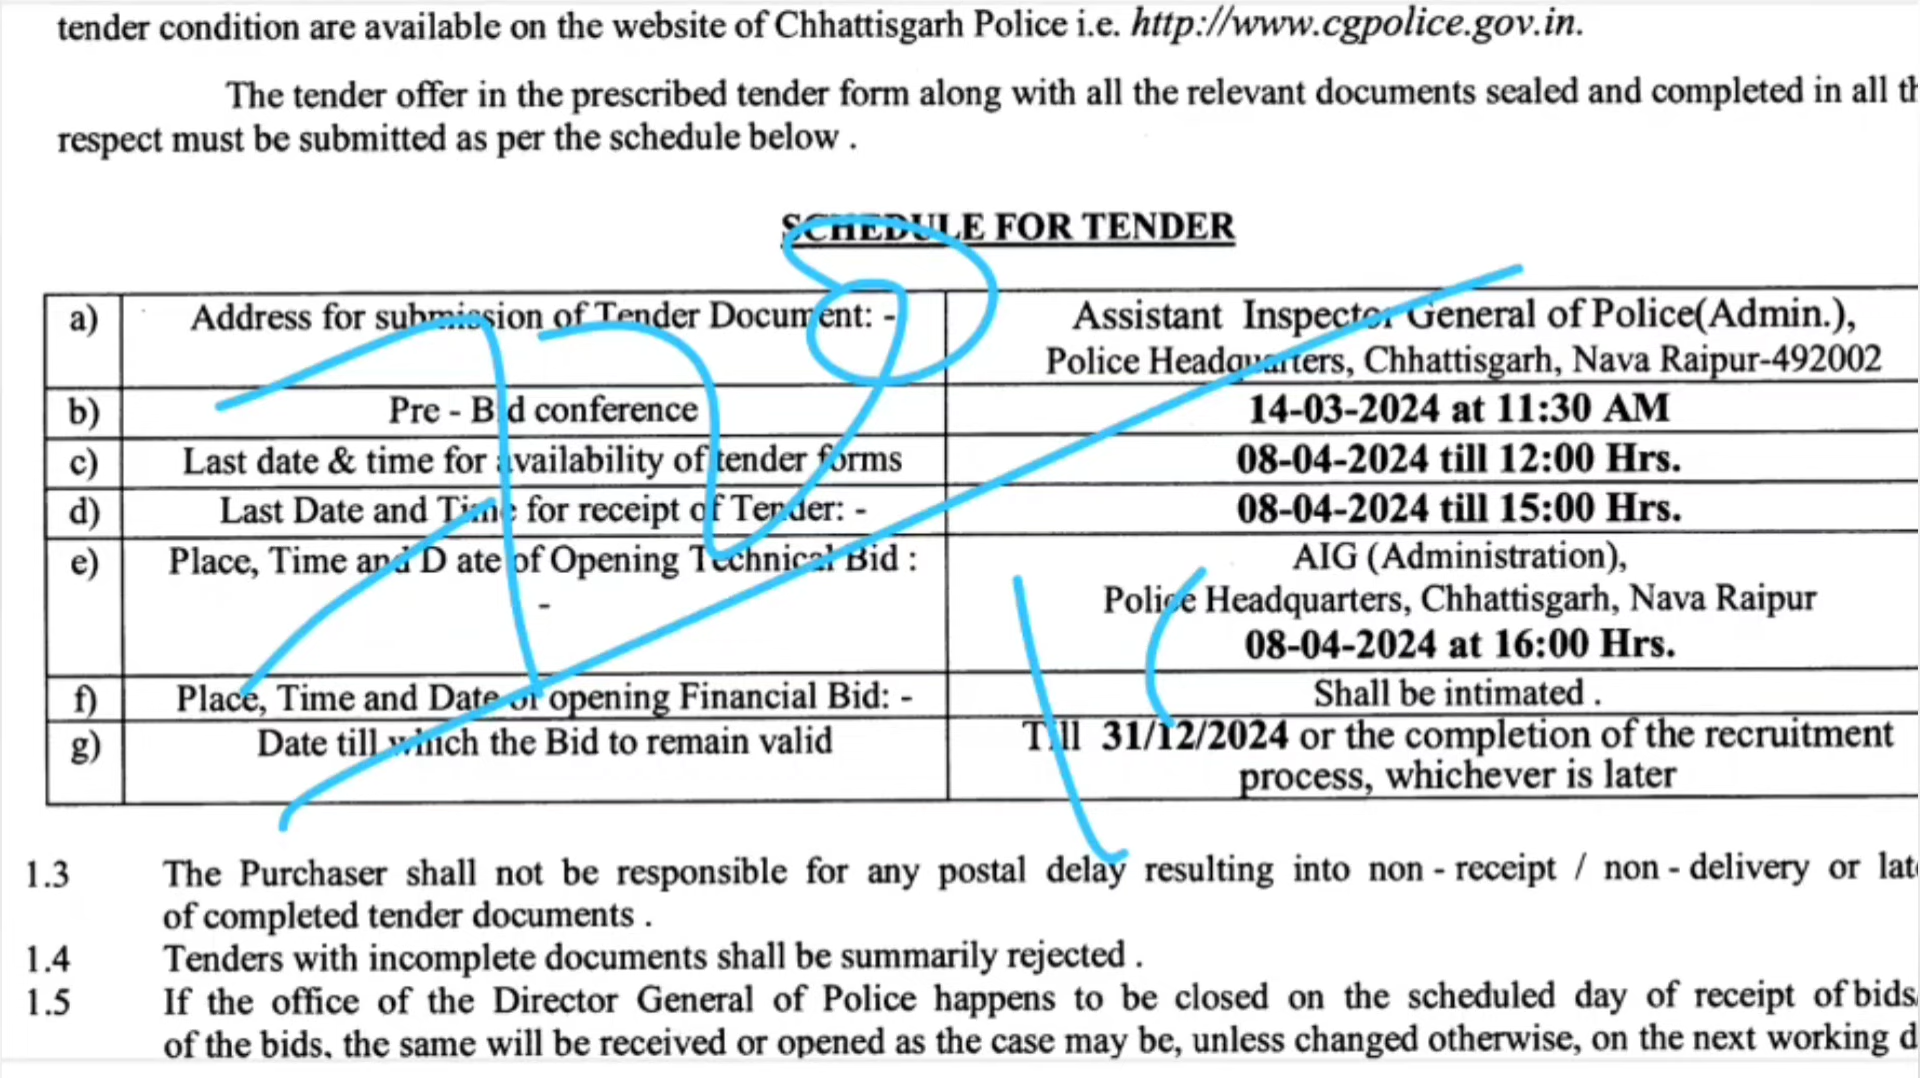 tender condition are available on the website of Chhattisgarh Police i.e. http://www.cgpolice.gov.in.
The tender offer in the prescribed tender form along with all the relevant documents sealed and completed in all
respect must be submitted as per the schedule below .
SCHEDULE FOR TENDER
a) Address for submission of Tender Document: - Assistant Inspector General of Police(Admin.),
Police Headquarters, Chhattisgarh, Nava Raipur-492002
b) Pre - Bid conference 14-03-2024 at 11:30 AM
c) Last date & time for availability of tender forms 08-04-2024 till 12:00 Hrs.
d) Last Date and Time for receipt of Tender: - 08-04-2024 till 15:00 Hrs.
e) Place, Time and D ate of Opening Technical Bid : - AIG (Administration),
Police Headquarters, Chhattisgarh, Nava Raipur
08-04-2024 at 16:00 Hrs.
f) Place, Time and Date of opening Financial Bid: - Shall be intimated .
g) Date till which the Bid to remain valid Till 31/12/2024 or the completion of the recruitment
process, whichever is later
1.3 The Purchaser shall not be responsible for any postal delay resulting into non - receipt / non - delivery or
of completed tender documents .
1.4 Tenders with incomplete documents shall be summarily rejected .
1.5 If the office of the Director General of Police happens to be closed on the scheduled day of receipt of bids
of the bids, the same will be received or opened as the case may be, unless changed otherwise, on the next working